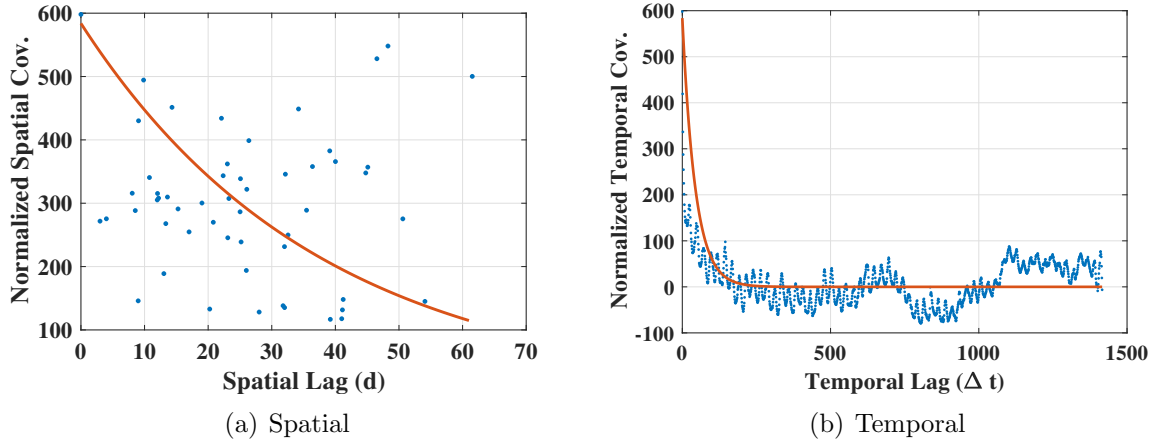 Normalized Spatial Cov.
600
500
400
300
200
100
0 10 20 30 40 50 60 70
Spatial Lag (d)
(a) Spatial
Normalized Temporal Cov.
600
500
400
300
200
100
0
-100
0 500 1000 1500
Temporal Lag (Δ t)
(b) Temporal